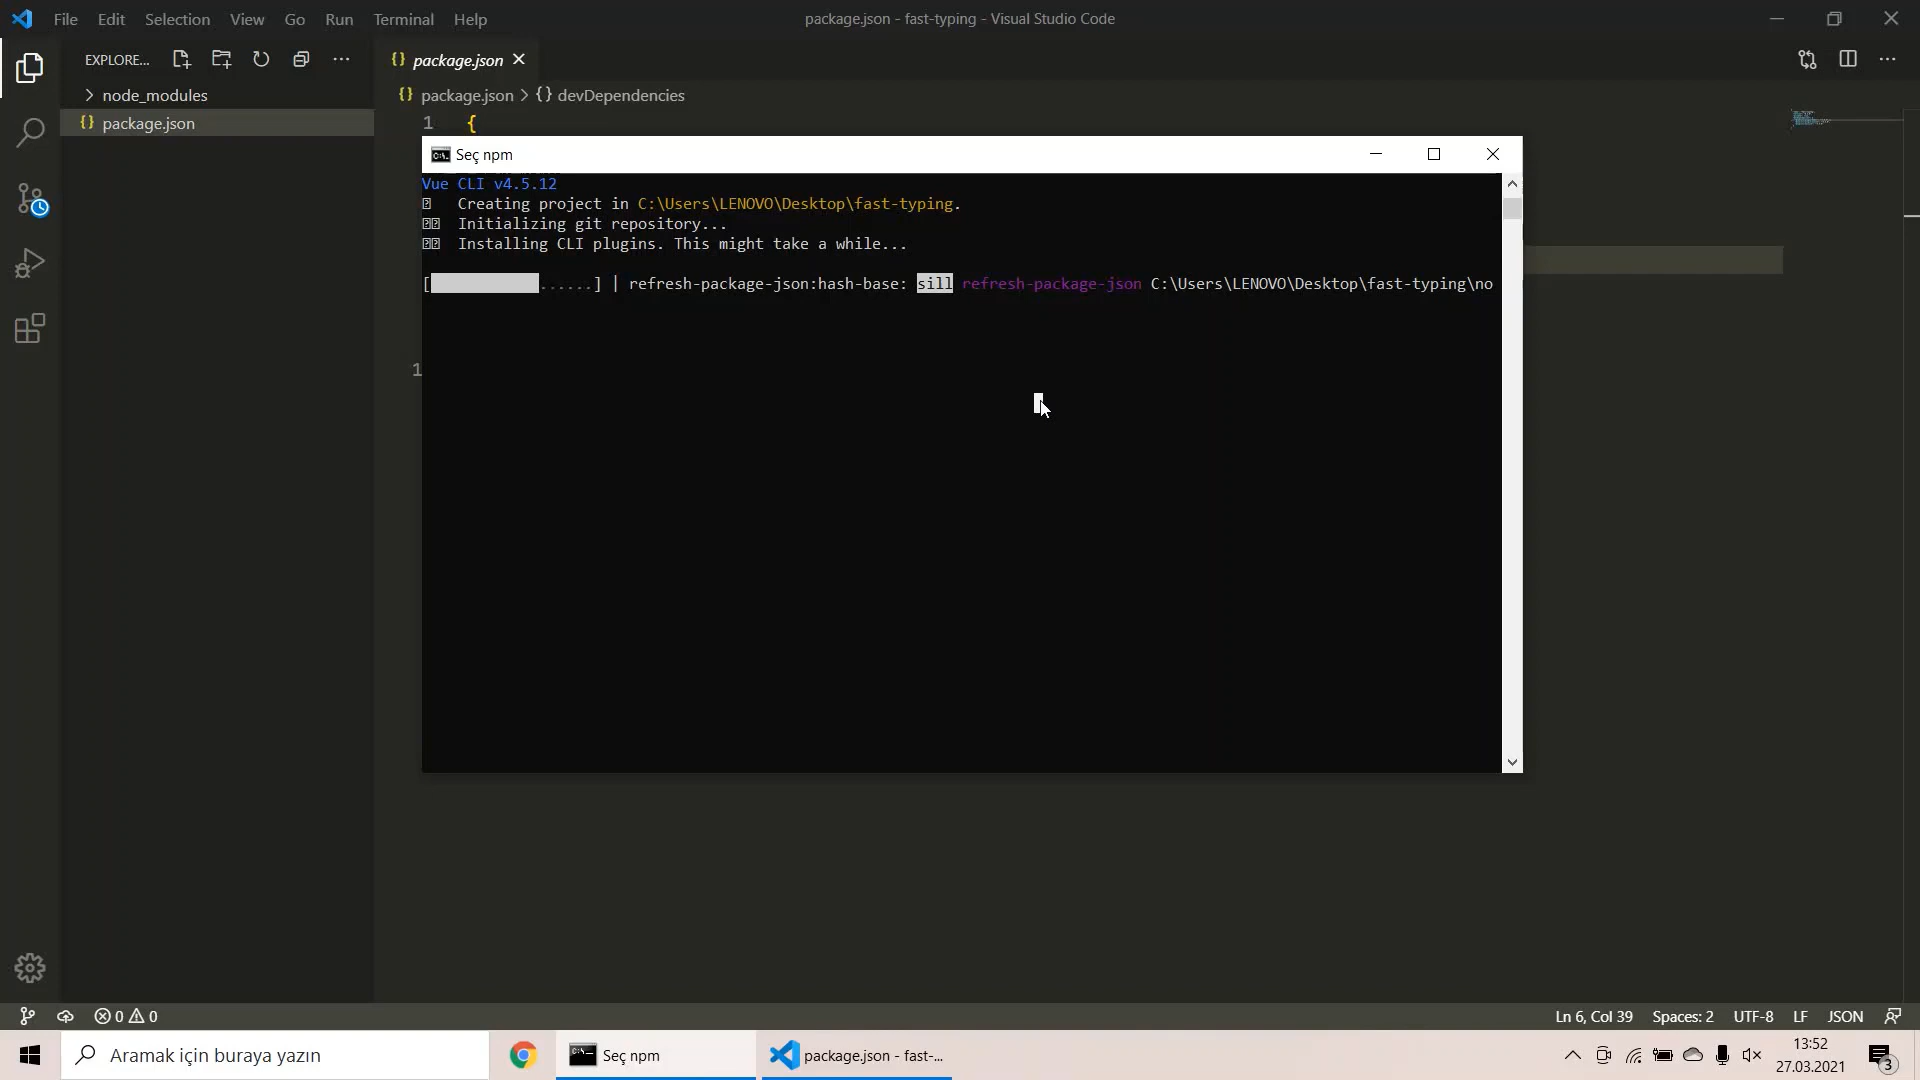 File Edit Selection View Go Run Terminal Help
package.json - fast-typing - Visual Studio Code
EXPLORE...
package.json
node_modules
package.json > {} devDependencies
package.json
1 {
Seç npm
Vue CLI v4.5.12
Creating project in C:\Users\LENOVO\Desktop\fast-typing.
Initializing git repository...
Installing CLI plugins. This might take a while...
[ ......] | refresh-package-json:hash-base: sill refresh-package-json C:\Users\LENOVO\Desktop\fast-typing\no
1
0 0
Ln 6, Col 39 Spaces: 2 UTF-8 LF JSON
Aramak için buraya yazın
Seç npm
package.json - fast-...
13:52
27.03.2021
3